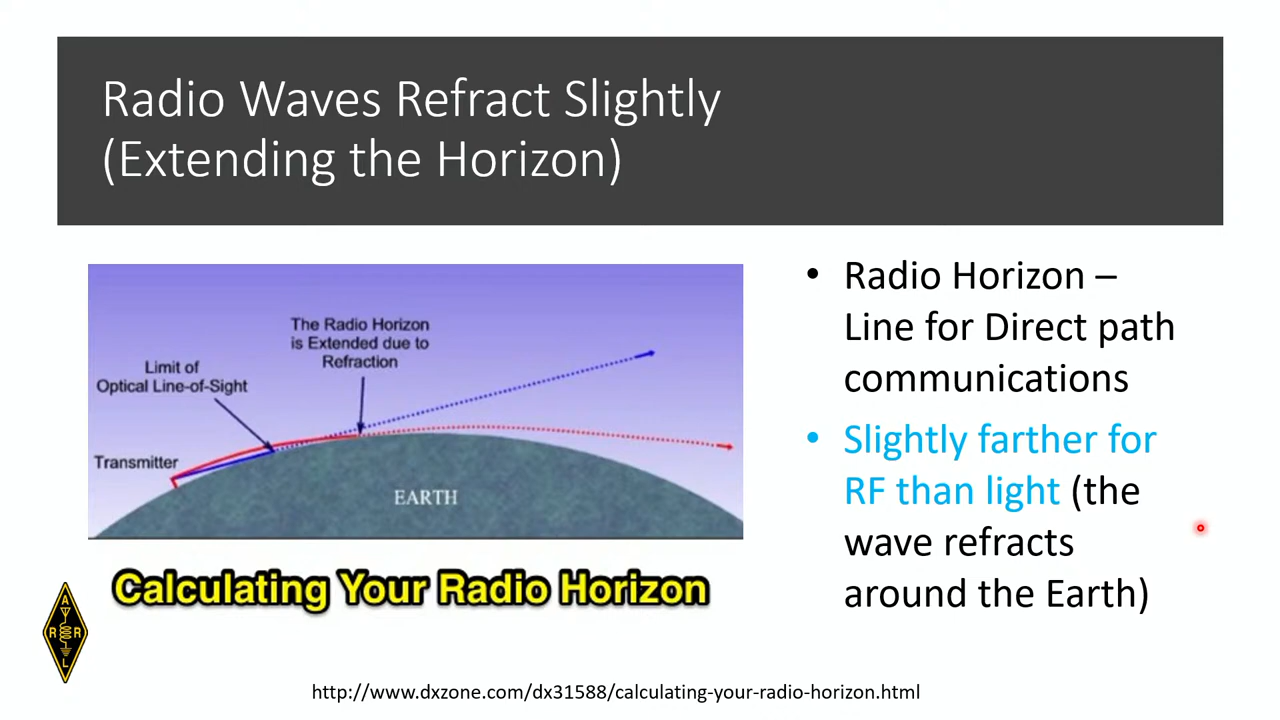 Radio Waves Refract Slightly
(Extending the Horizon)
The Radio Horizon
is Extended due to
Refraction
Limit of
Optical Line-of-Sight
Transmitter
EARTH
Calculating Your Radio Horizon
• Radio Horizon –
Line for Direct path
communications
• Slightly farther for
RF than light (the
wave refracts
around the Earth)
A
R R
L
http://www.dxzone.com/dx31588/calculating-your-radio-horizon.html